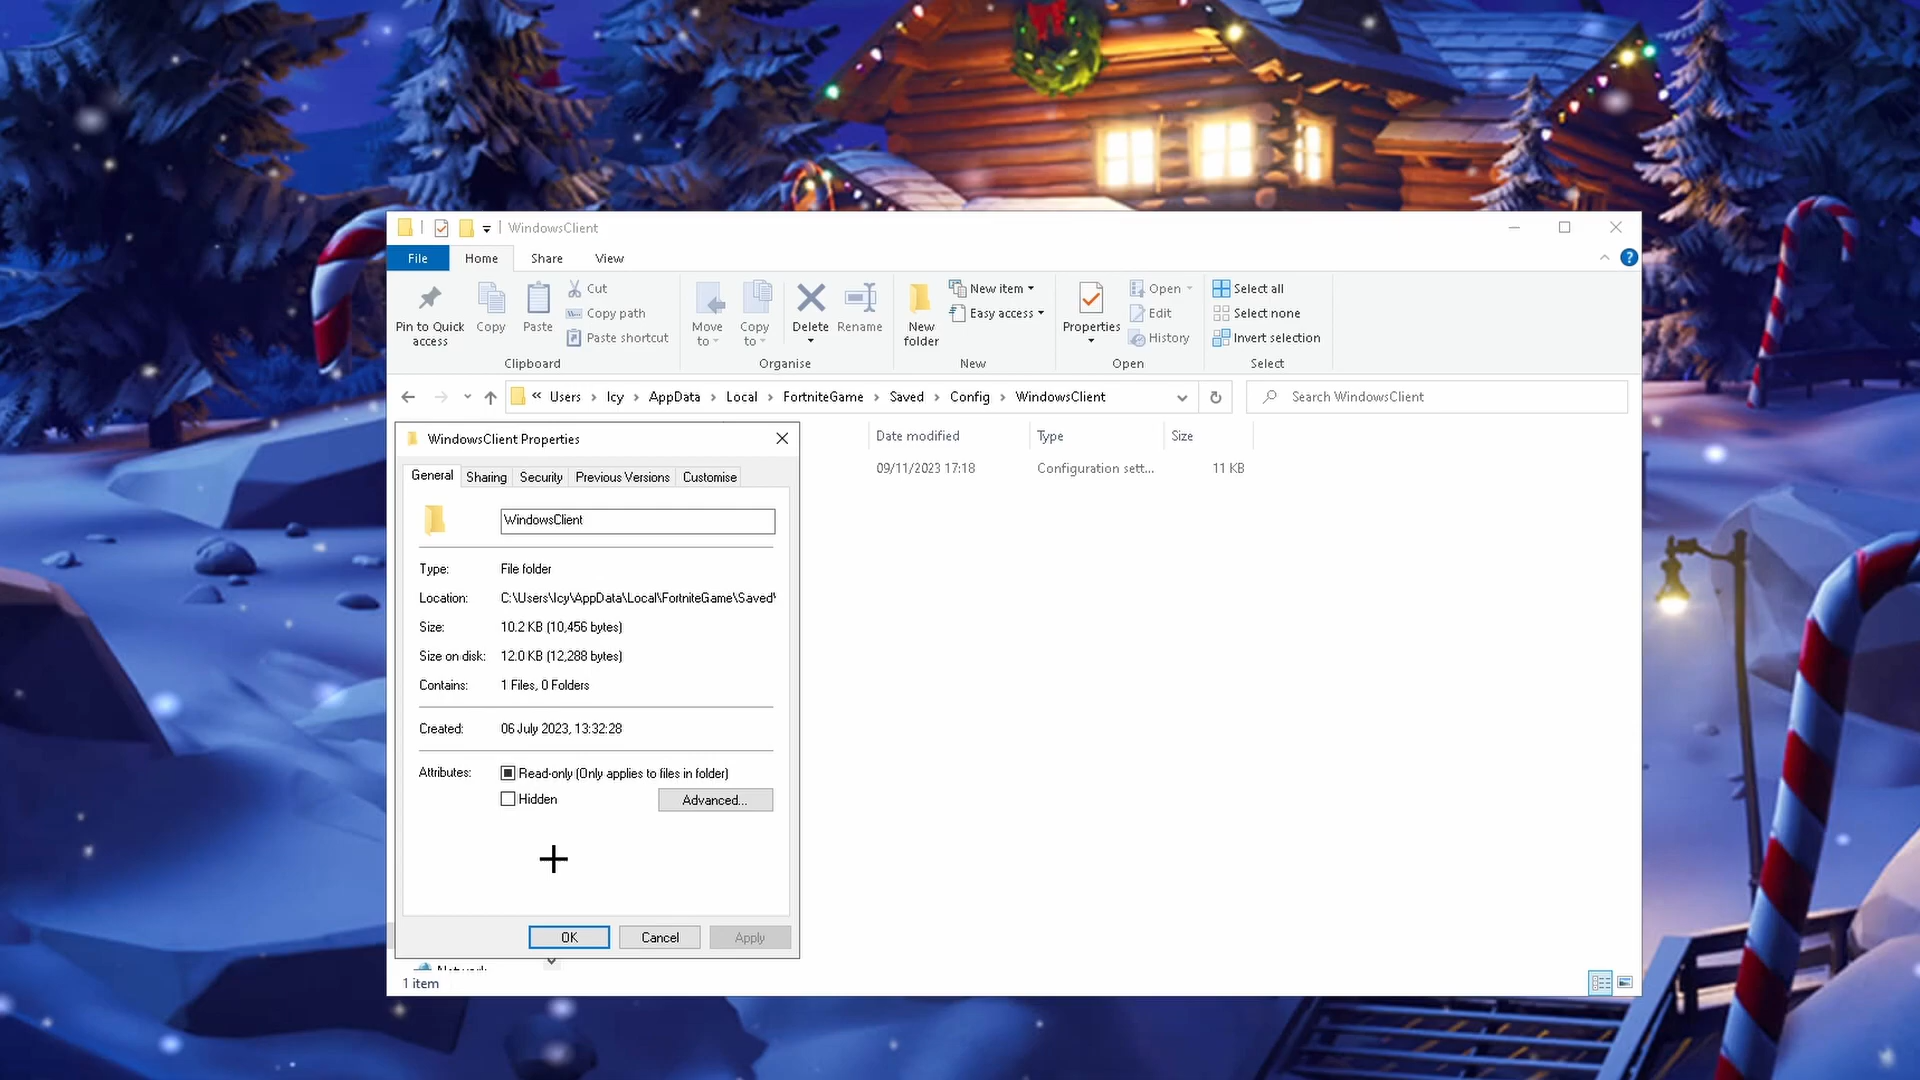 WindowsClient
File
Home
Share
View
?
Pin to Quick access
Copy
Paste
Cut
Copy path
Paste shortcut
Clipboard
Move to
Copy to
Delete
Rename
Organise
New folder
New item
Easy access
New
Properties
Open
Edit
History
Open
Select all
Select none
Invert selection
Select
« Users › Icy › AppData › Local › FortniteGame › Saved › Config › WindowsClient
Search WindowsClient
Date modified
Type
Size
09/11/2023 17:18
Configuration sett...
11 KB
WindowsClient Properties
General
Sharing
Security
Previous Versions
Customise
WindowsClient
Type: File folder
Location: C:\Users\Icy\AppData\Local\FortniteGame\Saved\
Size: 10.2 KB (10,456 bytes)
Size on disk: 12.0 KB (12,288 bytes)
Contains: 1 Files, 0 Folders
Created: 06 July 2023, 13:32:28
Attributes: Read-only (Only applies to files in folder)
Hidden
Advanced...
OK
Cancel
Apply
Network
1 item